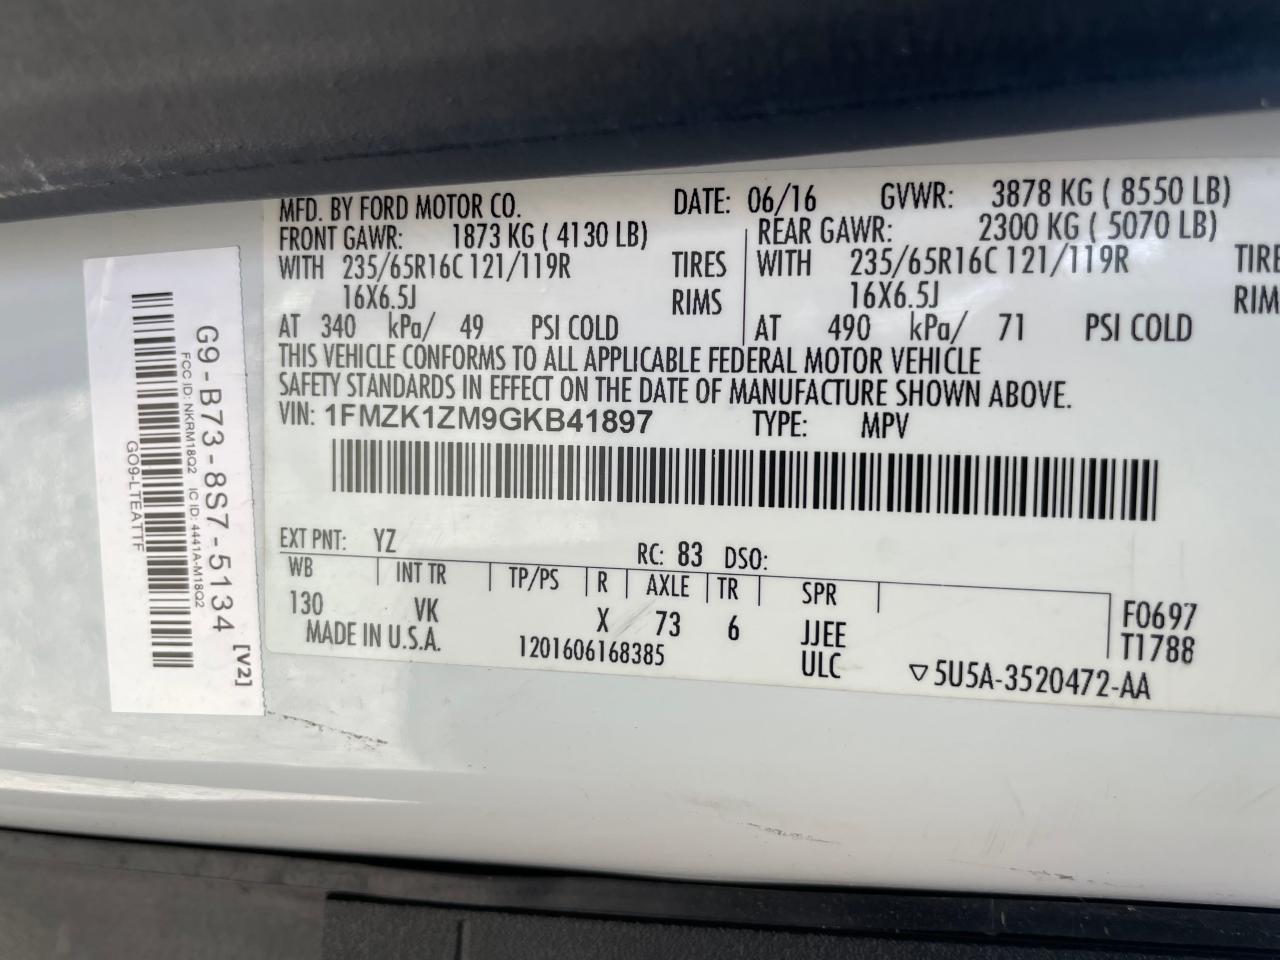 MFD. BY FORD MOTOR CO. DATE: 06/16 GVWR: 3878 KG ( 8550 LB)
FRONT GAWR: 1873 KG ( 4130 LB) REAR GAWR: 2300 KG ( 5070 LB)
WITH 235/65R16C 121/119R TIRES WITH 235/65R16C 121/119R TIRE
16X6.5J RIMS 16X6.5J RIM
AT 340 kPa/ 49 PSI COLD AT 490 kPa/ 71 PSI COLD
THIS VEHICLE CONFORMS TO ALL APPLICABLE FEDERAL MOTOR VEHICLE
SAFETY STANDARDS IN EFFECT ON THE DATE OF MANUFACTURE SHOWN ABOVE.
VIN: 1FMZK1ZM9GKB41897 TYPE: MPV
EXT PNT: YZ RC: 83 DSO:
WB INT TR TP/PS R AXLE TR SPR
130 VK X 73 6 JJEE F0697
MADE IN U.S.A. 1201606168385 ULC T1788
▽5U5A-3520472-AA
G9-B73-8S7-5134 [V2]
FCC ID: NKRM18Q2 IC ID: 4441A-M18Q2
GO9-LTEATTF